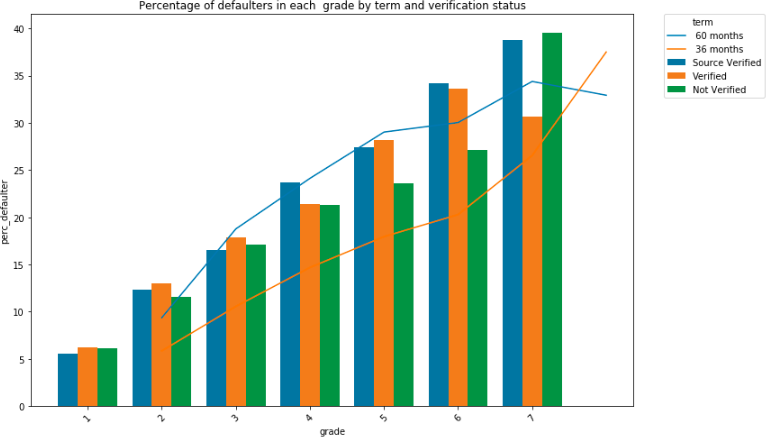 Percentage of defaulters in each  grade by term and verification status
40
35
30
25
20
15
10
5
0
perc_defaulter
1 2 3 4 5 6 7
grade
term
60 months
36 months
Source Verified
Verified
Not Verified